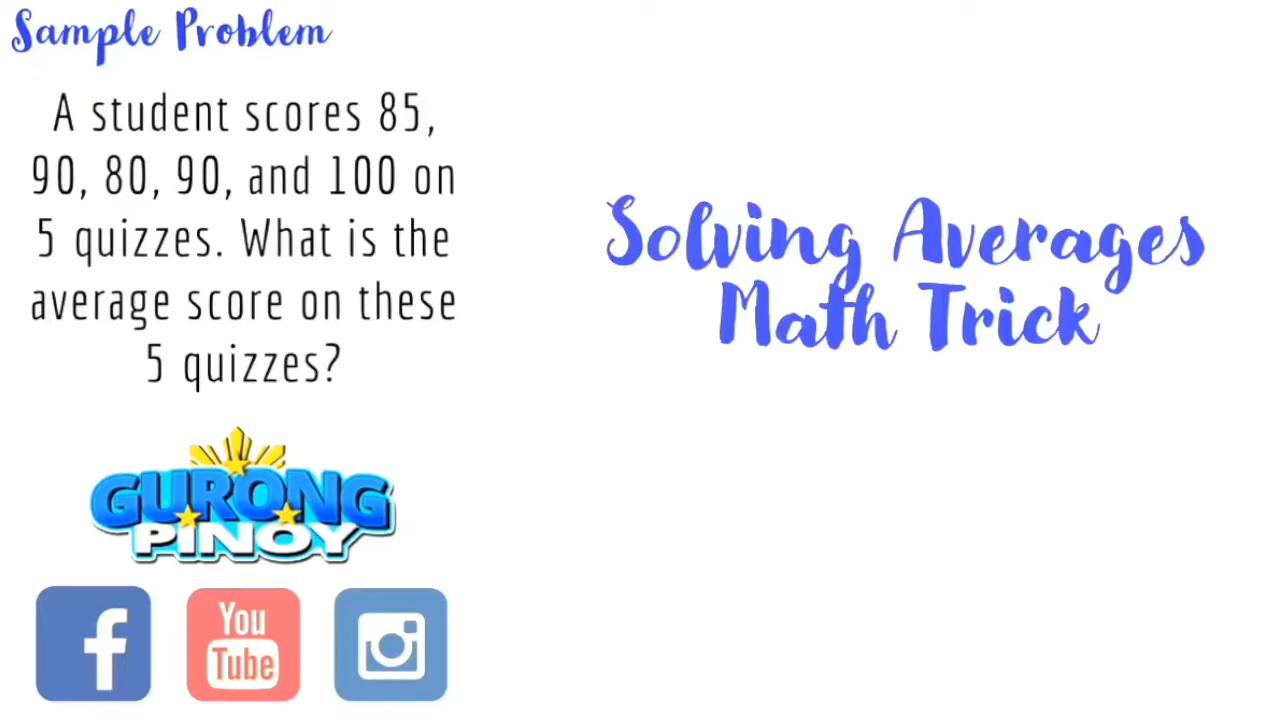 Sample Problem
A student scores 85,
90, 80, 90, and 100 on
5 quizzes. What is the
average score on these
5 quizzes?
Solving Averages
Math Trick
GURONG
PINOY
f
You
Tube